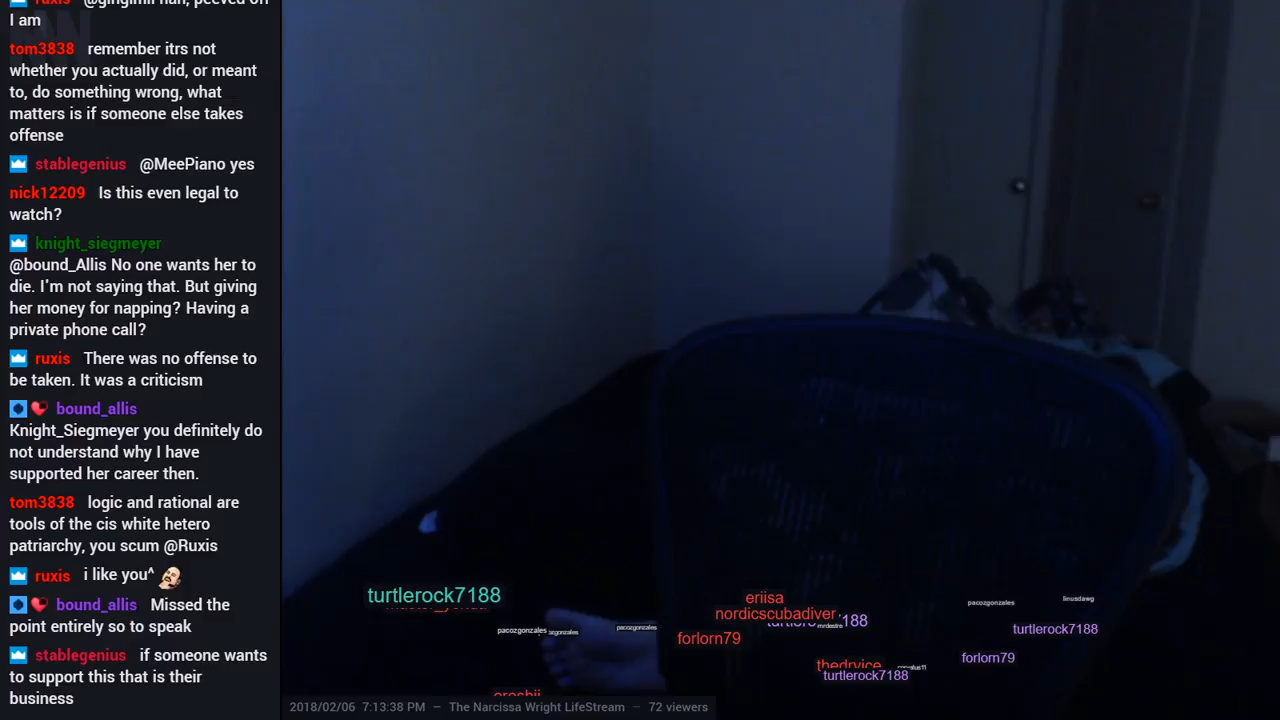 ruxis @gingimli nah, peeved off
I am
tom3838 remember itrs not
whether you actually did, or meant
to, do something wrong, what
matters is if someone else takes
offense
stablegenius @MeePiano yes
nick12209 Is this even legal to
watch?
knight_siegmeyer
@bound_Allis No one wants her to
die. I'm not saying that. But giving
her money for napping? Having a
private phone call?
ruxis There was no offense to
be taken. It was a criticism
bound_allis
Knight_Siegmeyer you definitely do
not understand why I have
supported her career then.
tom3838 logic and rational are
tools of the cis white hetero
patriarchy, you scum @Ruxis
ruxis i like you^
bound_allis Missed the
point entirely so to speak
stablegenius if someone wants
to support this that is their
business
turtlerock7188
eriisa
nordicscubadiver
188
forlorn79
pacozgonzales
pacozgonzales
pacozgonzales
linusdawg
turtlerock7188
forlorn79
thedrvice
turtlerock7188
2018/02/06 7:13:38 PM — The Narcissa Wright LifeStream — 72 viewers